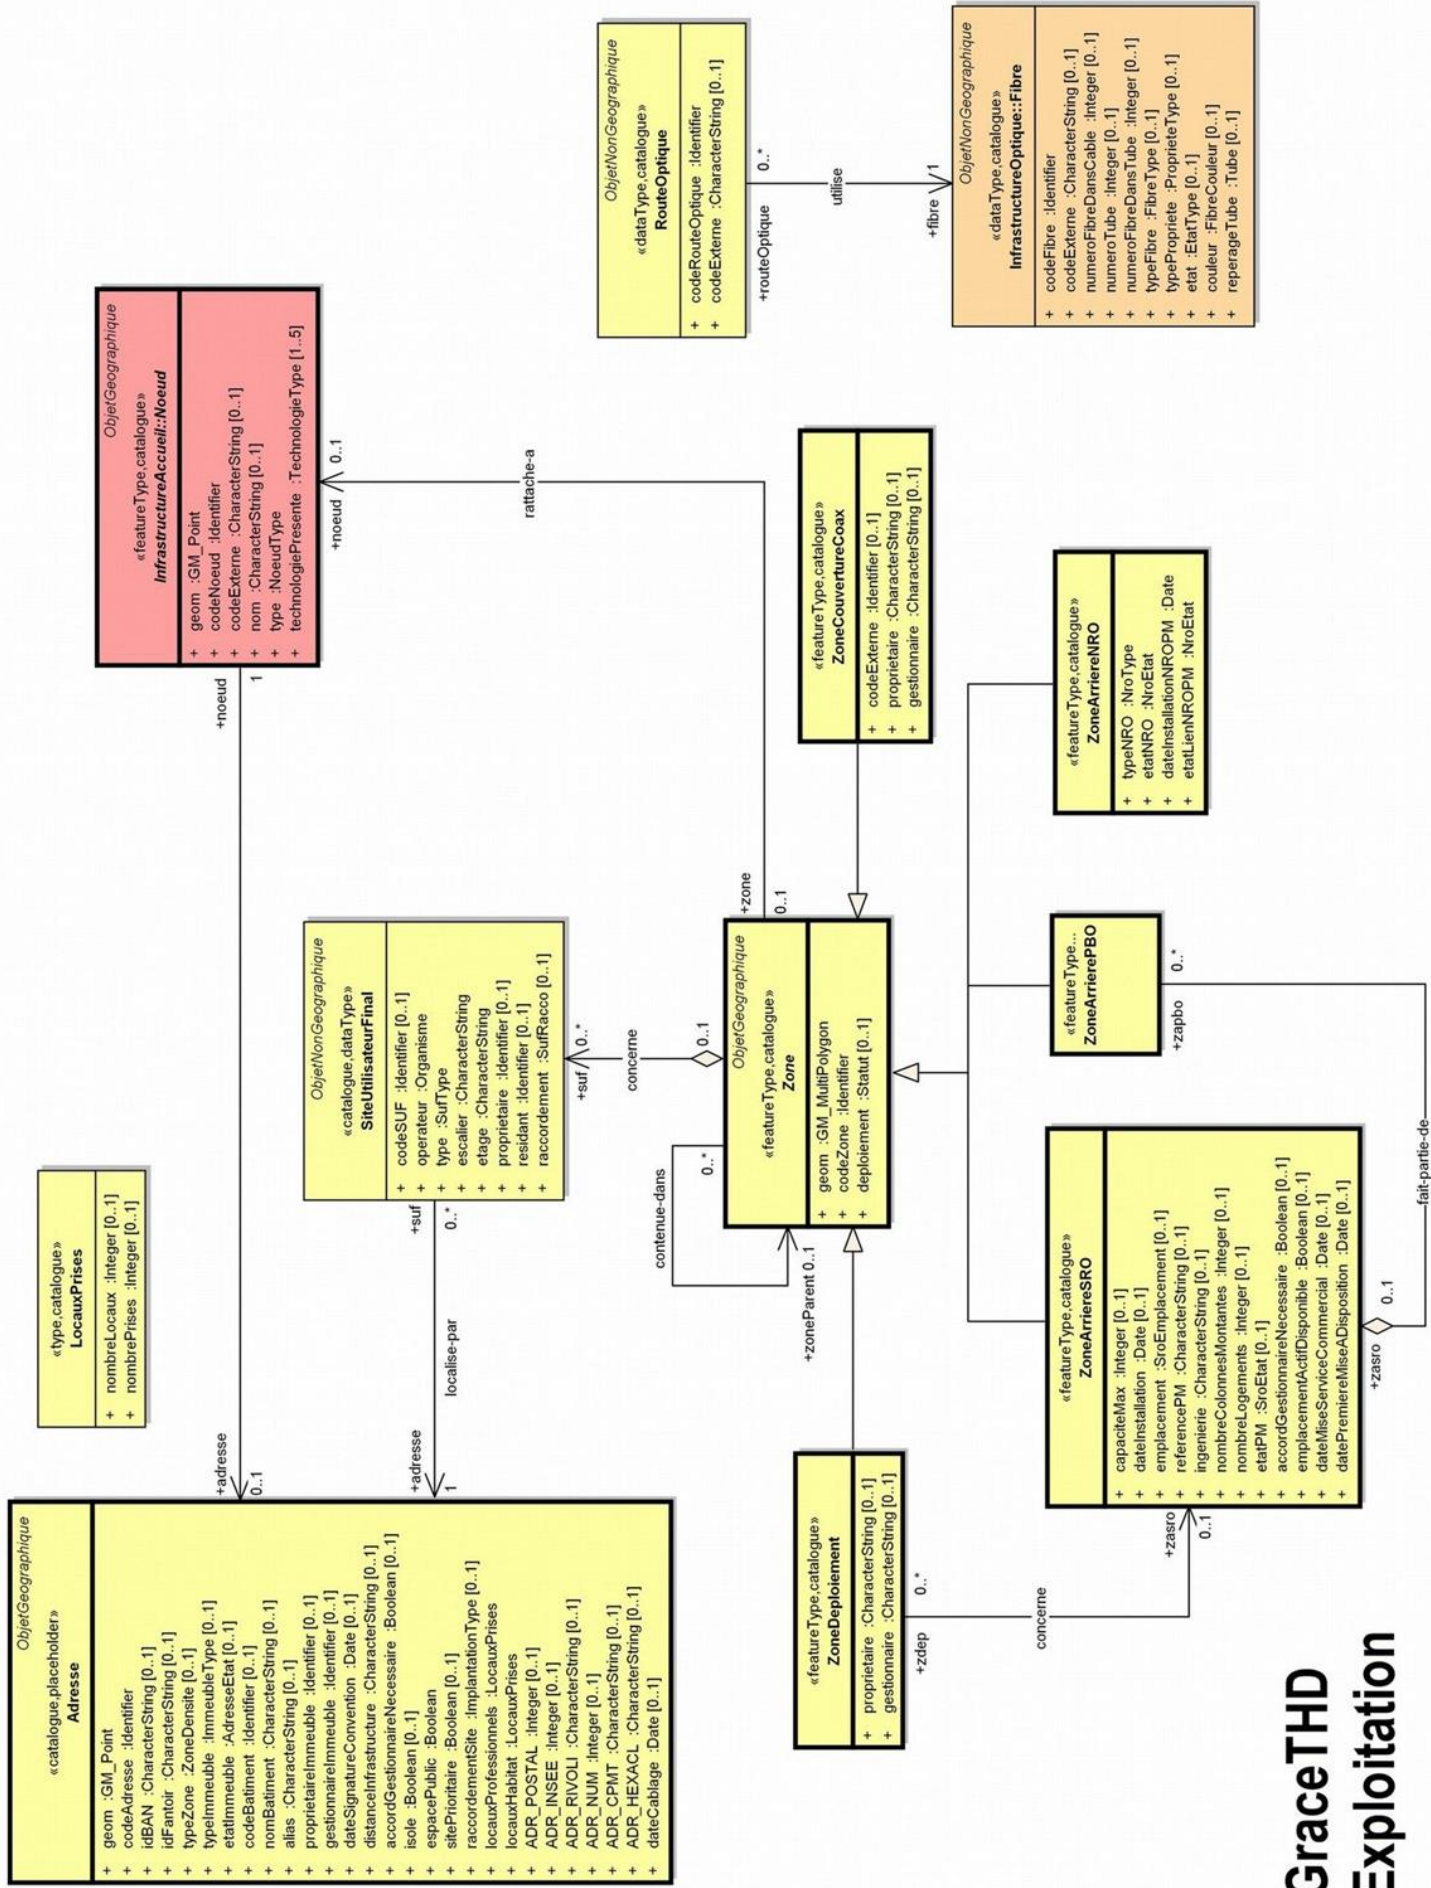 ObjetGeographique
«catalogue,placeholder»
Adresse
+ geom :GM_Point
+ codeAdresse :Identifier
+ idBAN :CharacterString [0..1]
+ idFantoir :CharacterString [0..1]
+ typeZone :ZoneDensite [0..1]
+ typeImmeuble :ImmeubleType [0..1]
+ etatImmeuble :AdresseEtat [0..1]
+ codeBatiment :Identifier [0..1]
+ nomBatiment :CharacterString [0..1]
+ alias :CharacterString [0..1]
+ proprietaireImmeuble :Identifier [0..1]
+ gestionnaireImmeuble :Identifier [0..1]
+ dateSignatureConvention :Date [0..1]
+ distanceInfrastructure :CharacterString [0..1]
+ accordGestionnaireNecessaire :Boolean [0..1]
+ isole :Boolean [0..1]
+ espacePublic :Boolean
+ sitePrioritaire :Boolean [0..1]
+ raccordementSite :ImplantationType [0..1]
+ locauxProfessionnels :LocauxPrises
+ locauxHabitat :LocauxPrises
+ ADR_POSTAL :Integer [0..1]
+ ADR_INSEE :Integer [0..1]
+ ADR_RIVOLI :CharacterString [0..1]
+ ADR_NUM :Integer [0..1]
+ ADR_CPMT :CharacterString [0..1]
+ ADR_HEXACL :CharacterString [0..1]
+ dateCablage :Date [0..1]
«type,catalogue»
LocauxPrises
+ nombreLocaux :Integer [0..1]
+ nombrePrises :Integer [0..1]
ObjetGeographique
«featureType,catalogue»
InfrastructureAccueil::Noeud
+ geom :GM_Point
+ codeNoeud :Identifier
+ codeExterne :CharacterString [0..1]
+ nom :CharacterString [0..1]
+ type :NoeudType
+ technologiePresente :TechnologieType [1..5]
+adresse
0..1
+noeud
1
+adresse
1
localise-par
+suf
0..*
ObjetNonGeographique
«catalogue,dataType»
SiteUtilisateurFinal
+ codeSUF :Identifier [0..1]
+ operateur :Organisme
+ type :SufType
+ escalier :CharacterString
+ etage :CharacterString
+ proprietaire :Identifier [0..1]
+ residant :Identifier [0..1]
+ raccordement :SufRacco [0..1]
+noeud
0..1
rattache-a
+zone
0..1
+suf
0..*
concerne
0..1
contenue-dans
0..*
+zoneParent 0..1
ObjetGeographique
«featureType,catalogue»
Zone
+ geom :GM_MultiPolygon
+ codeZone :Identifier
+ deploiement :Statut [0..1]
ObjetNonGeographique
«dataType,catalogue»
RouteOptique
+ codeRouteOptique :Identifier
+ codeExterne :CharacterString [0..1]
+routeOptique
0..*
utilise
+fibre
1
ObjetNonGeographique
«dataType,catalogue»
InfrastructureOptique::Fibre
+ codeFibre :Identifier
+ codeExterne :CharacterString [0..1]
+ numeroFibreDansCable :Integer [0..1]
+ numeroTube :Integer [0..1]
+ numeroFibreDansTube :Integer [0..1]
+ typeFibre :FibreType [0..1]
+ typePropriete :ProprieteType [0..1]
+ etat :EtatType [0..1]
+ couleur :FibreCouleur [0..1]
+ reperageTube :Tube [0..1]
«featureType,catalogue»
ZoneDeploiement
+ proprietaire :CharacterString [0..1]
+ gestionnaire :CharacterString [0..1]
«featureType,catalogue»
ZoneCouvertureCoax
+ codeExterne :Identifier [0..1]
+ proprietaire :CharacterString [0..1]
+ gestionnaire :CharacterString [0..1]
+zdep
0..*
concerne
+zasro
0..1
«featureType,catalogue»
ZoneArriereSRO
+ capaciteMax :Integer [0..1]
+ dateInstallation :Date [0..1]
+ emplacement :SroEmplacement [0..1]
+ referencePM :CharacterString [0..1]
+ ingenierie :CharacterString [0..1]
+ nombreColonnesMontantes :Integer [0..1]
+ nombreLogements :Integer [0..1]
+ etatPM :SroEtat [0..1]
+ accordGestionnaireNecessaire :Boolean [0..1]
+ emplacementActifDisponible :Boolean [0..1]
+ dateMiseServiceCommercial :Date [0..1]
+ datePremiereMiseADisposition :Date [0..1]
«featureType...
ZoneArrierePBO
«featureType,catalogue»
ZoneArriereNRO
+ typeNRO :NroType
+ etatNRO :NroEtat
+ dateInstallationNROPM :Date
+ etatLienNROPM :NroEtat
+zasro
0..1
fait-partie-de
+zapbo
0..*
GraceTHD
Exploitation